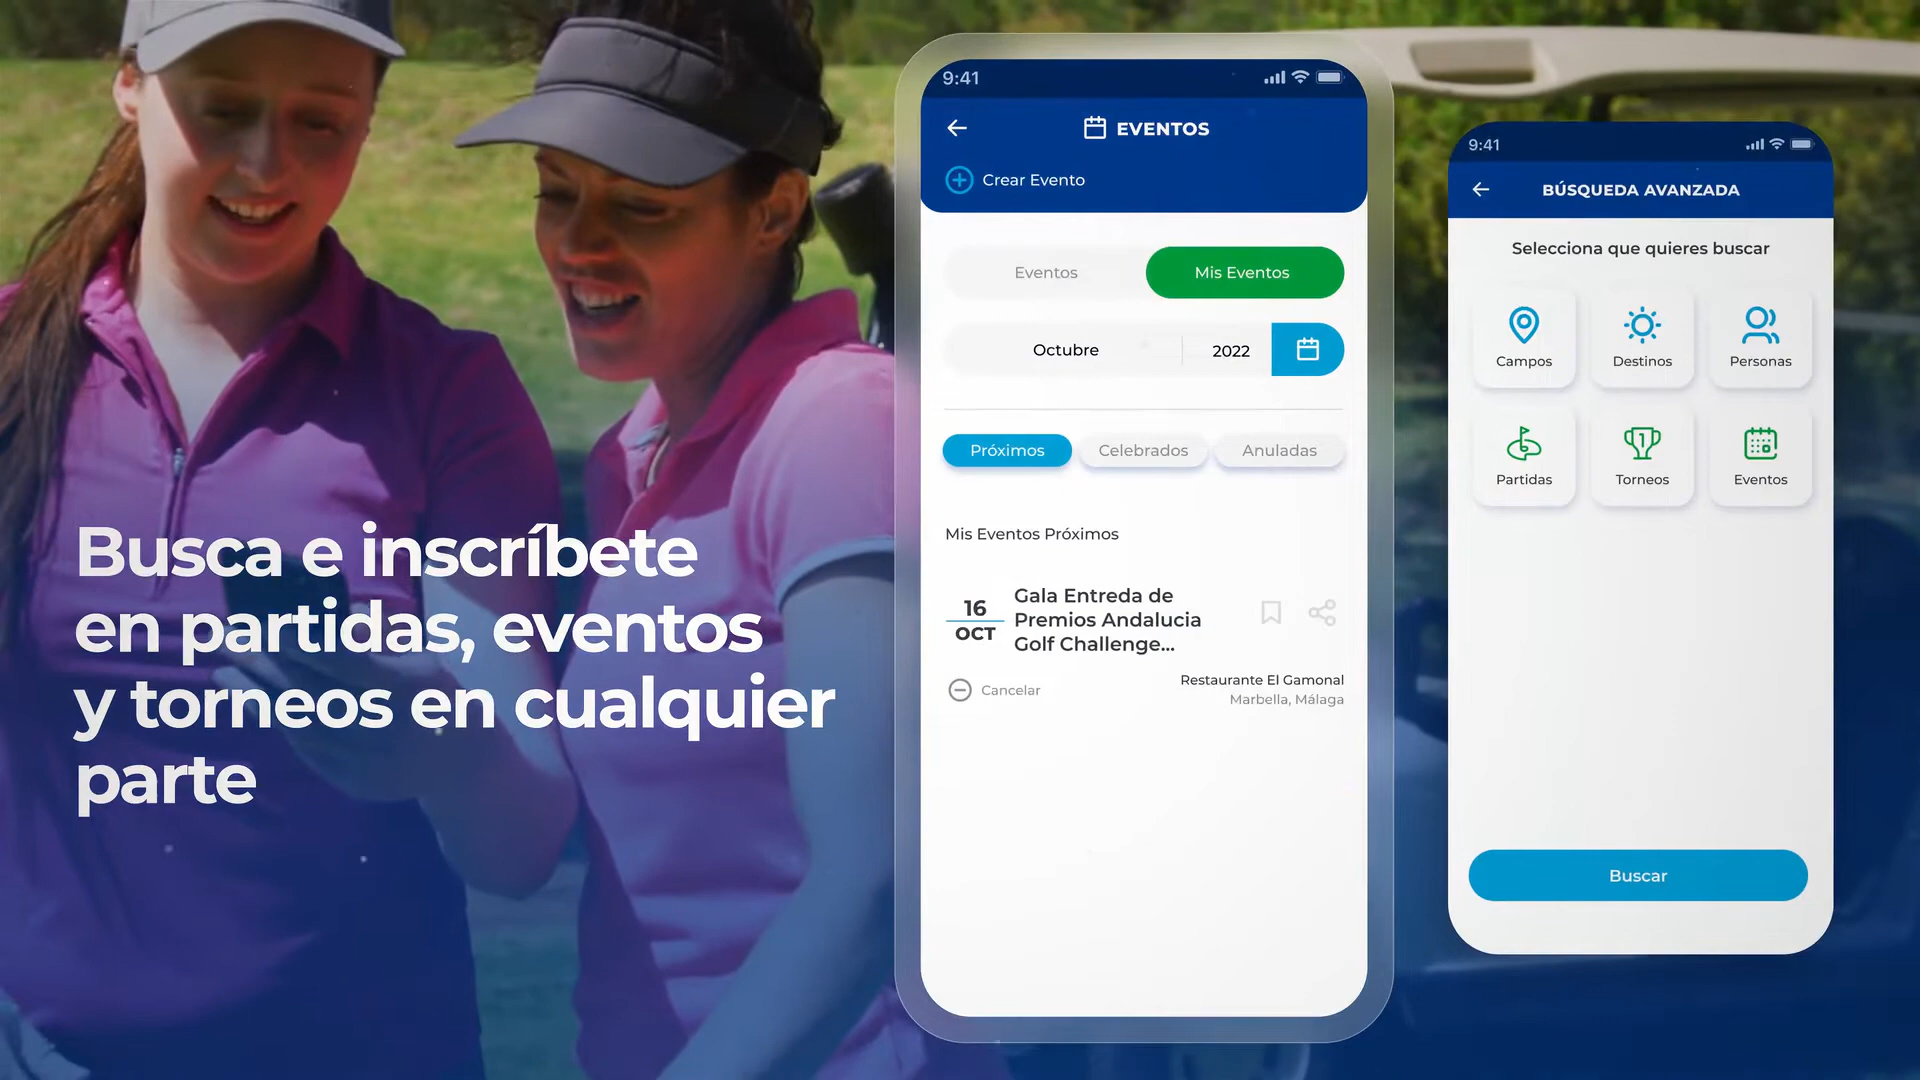 Busca e inscríbete
en partidas, eventos
y torneos en cualquier
parte
9:41
EVENTOS
Crear Evento
Eventos
Mis Eventos
Octubre
2022
Próximos
Celebrados
Anuladas
Mis Eventos Próximos
16
OCT
Gala Entreda de
Premios Andalucia
Golf Challenge...
Cancelar
Restaurante El Gamonal
Marbella, Málaga
9:41
BÚSQUEDA AVANZADA
Selecciona que quieres buscar
Campos
Destinos
Personas
Partidas
1
Torneos
Eventos
Buscar